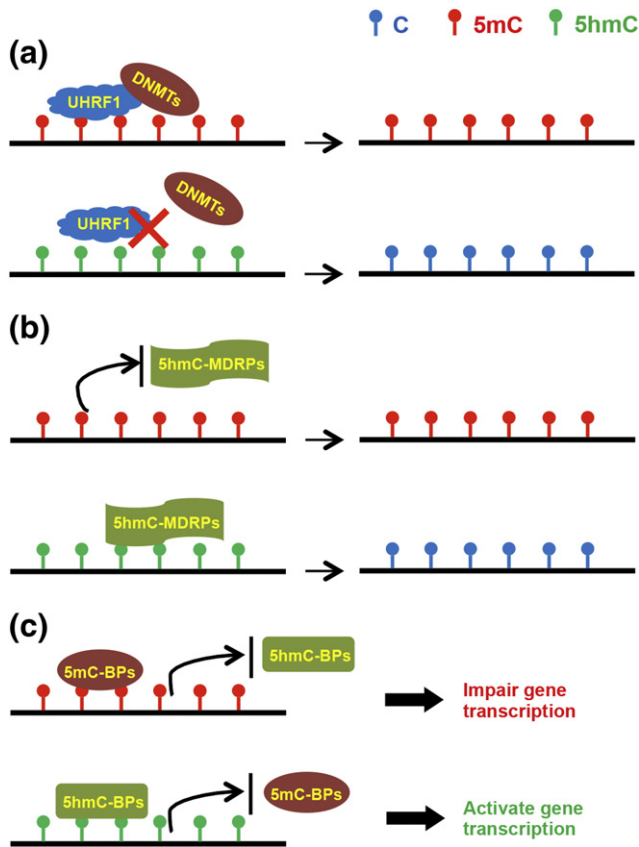 C 5mC 5hmC
(a)
DNMTs
UHRF1
DNMTs
UHRF1
(b)
5hmC-MDRPs
5hmC-MDRPs
(c)
5mC-BPs
5hmC-BPs
Impair gene
transcription
5hmC-BPs
5mC-BPs
Activate gene
transcription